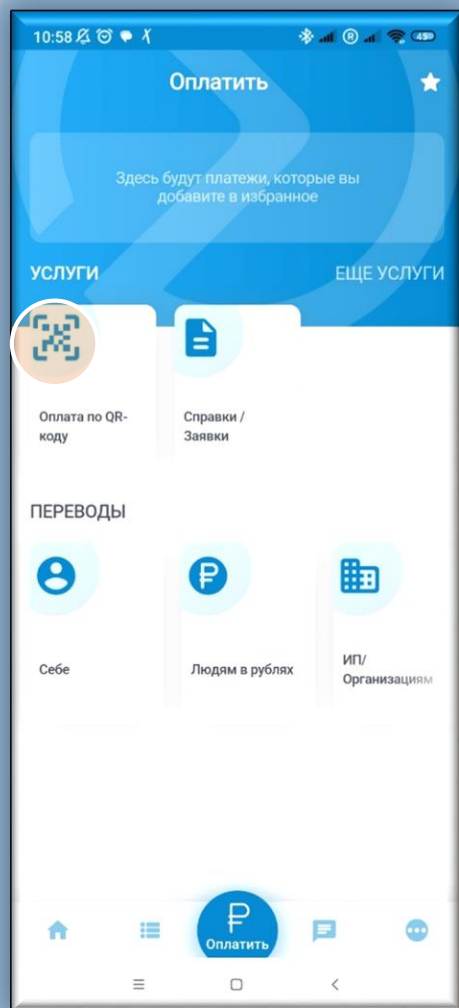 10:58
45
Оплатить
Здесь будут платежи, которые вы
добавите в избранное
УСЛУГИ
ЕЩЕ УСЛУГИ
Оплата по QR-
коду
Справки /
Заявки
ПЕРЕВОДЫ
Себе
Людям в рублях
ИП/
Организациям
Оплатить